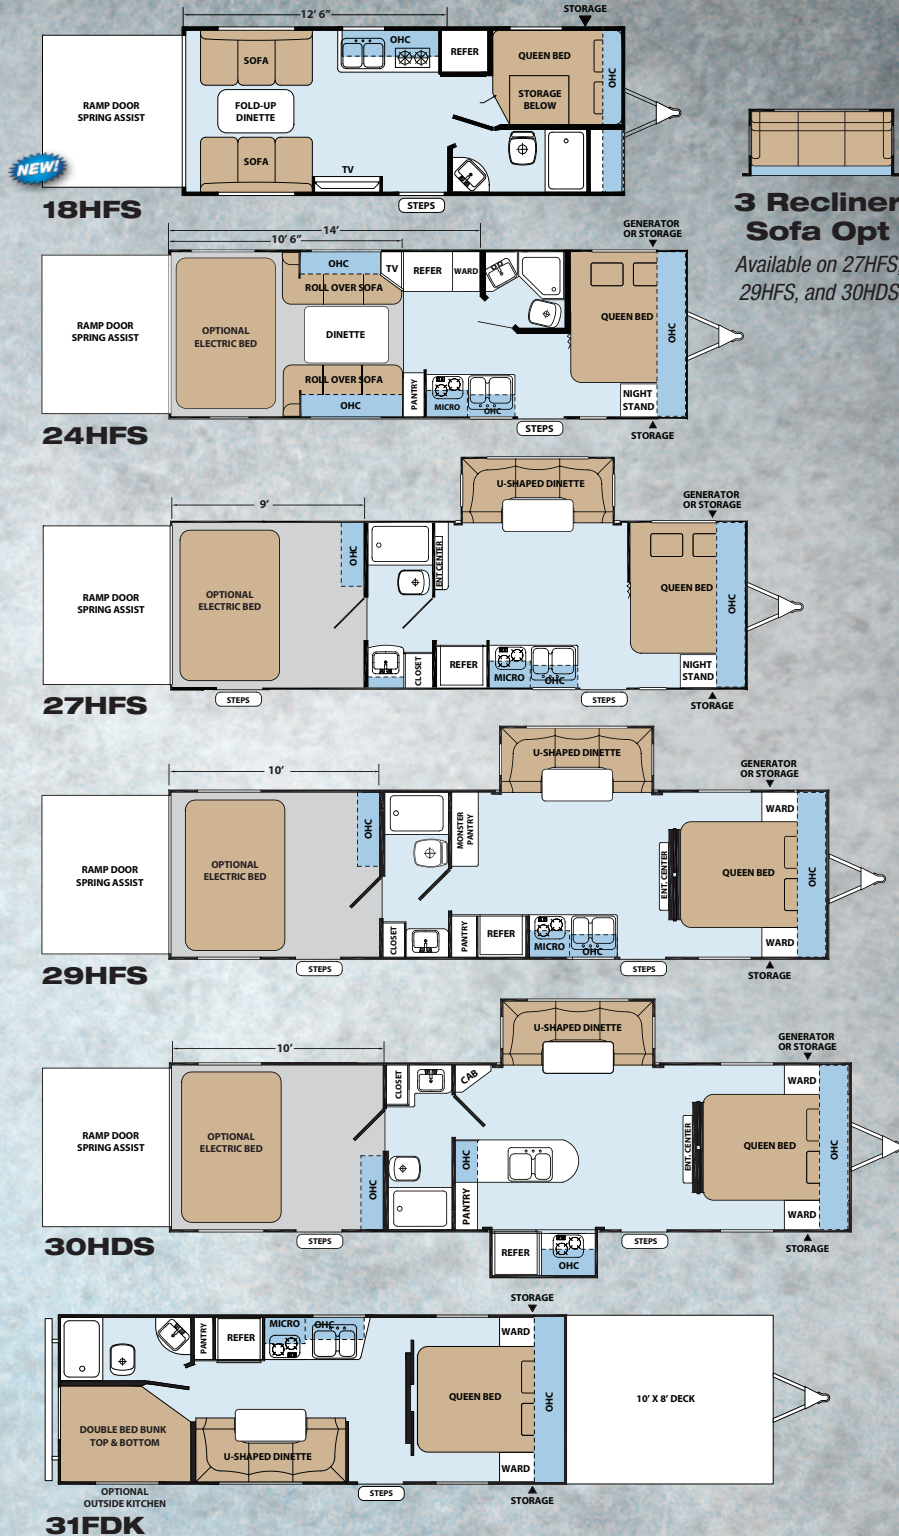 12' 6"
STORAGE
OHC
REFER
QUEEN BED
OHC
SOFA
RAMP DOOR
SPRING ASSIST
FOLD-UP
DINETTE
STORAGE
BELOW
SOFA
TV
NEW!
18HFS
STEPS
3 Recliner
Sofa Opt
Available on 27HFS,
29HFS, and 30HDS
14'
10' 6"
GENERATOR
OR STORAGE
OHC
TV
REFER
WARD
ROLL OVER SOFA
RAMP DOOR
SPRING ASSIST
OPTIONAL
ELECTRIC BED
DINETTE
QUEEN BED
OHC
ROLL OVER SOFA
OHC
PANTRY
MICRO
OHC
NIGHT
STAND
24HFS
STEPS
STORAGE
9'
U-SHAPED DINETTE
GENERATOR
OR STORAGE
OHC
ENT CENTER
RAMP DOOR
SPRING ASSIST
OPTIONAL
ELECTRIC BED
QUEEN BED
OHC
CLOSET
REFER
MICRO
OHC
NIGHT
STAND
27HFS
STEPS
STEPS
STORAGE
10'
U-SHAPED DINETTE
GENERATOR
OR STORAGE
OHC
MONSTER
PANTRY
WARD
RAMP DOOR
SPRING ASSIST
OPTIONAL
ELECTRIC BED
ENT. CENTER
QUEEN BED
OHC
CLOSET
PANTRY
REFER
MICRO
OHC
WARD
29HFS
STEPS
STEPS
STORAGE
10'
U-SHAPED DINETTE
GENERATOR
OR STORAGE
CLOSET
CAB
WARD
RAMP DOOR
SPRING ASSIST
OPTIONAL
ELECTRIC BED
OHC
OHC
PANTRY
ENT. CENTER
QUEEN BED
OHC
WARD
30HDS
STEPS
REFER
OHC
STEPS
STORAGE
STORAGE
PANTRY
REFER
MICRO
OHC
WARD
QUEEN BED
OHC
10' X 8' DECK
DOUBLE BED BUNK
TOP & BOTTOM
U-SHAPED DINETTE
WARD
OPTIONAL
OUTSIDE KITCHEN
STEPS
STORAGE
31FDK